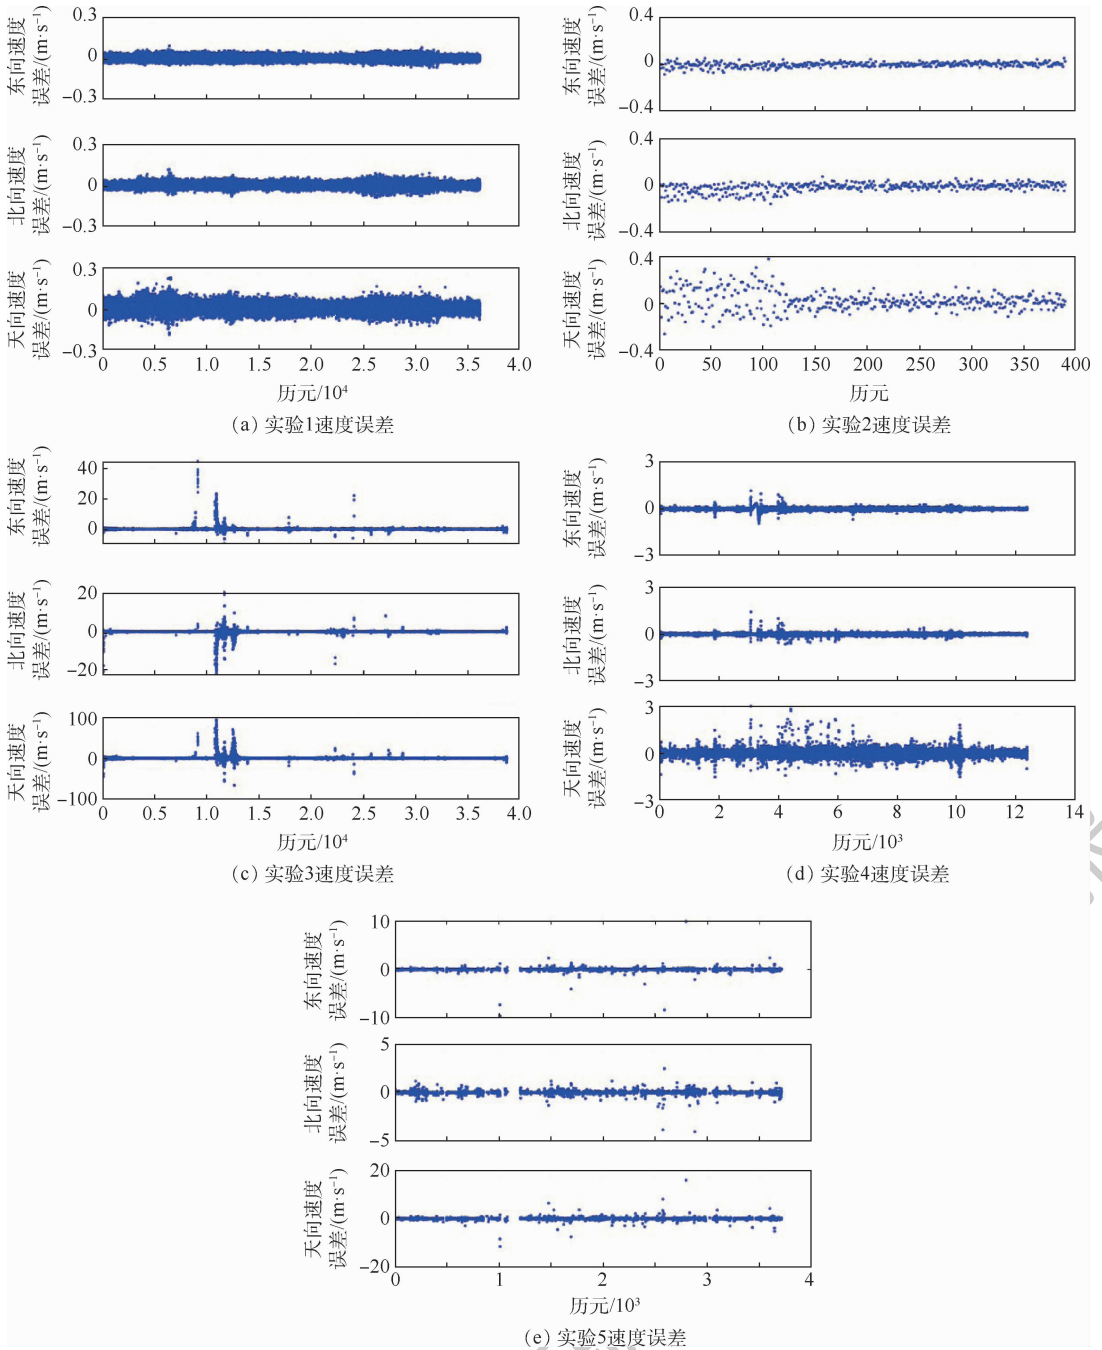 东向速度
误差/(m·s⁻¹)
0.3
0
−0.3
北向速度
误差/(m·s⁻¹)
0.3
0
−0.3
天向速度
误差/(m·s⁻¹)
0.3
0
−0.3
0 0.5 1.0 1.5 2.0 2.5 3.0 3.5 4.0
历元/10⁴
(a) 实验1速度误差
东向速度
误差/(m·s⁻¹)
0.4
0
−0.4
北向速度
误差/(m·s⁻¹)
0.4
0
−0.4
天向速度
误差/(m·s⁻¹)
0.4
0
−0.4
0 50 100 150 200 250 300 350 400
历元
(b) 实验2速度误差
东向速度
误差/(m·s⁻¹)
40
20
0
北向速度
误差/(m·s⁻¹)
20
0
−20
天向速度
误差/(m·s⁻¹)
100
0
−100
0 0.5 1.0 1.5 2.0 2.5 3.0 3.5 4.0
历元/10⁴
(c) 实验3速度误差
东向速度
误差/(m·s⁻¹)
3
0
−3
北向速度
误差/(m·s⁻¹)
3
0
−3
天向速度
误差/(m·s⁻¹)
3
0
−3
0 2 4 6 8 10 12 14
历元/10³
(d) 实验4速度误差
东向速度
误差/(m·s⁻¹)
10
0
−10
北向速度
误差/(m·s⁻¹)
5
0
−5
天向速度
误差/(m·s⁻¹)
20
0
−20
0 1 2 3 4
历元/10³
(e) 实验5速度误差